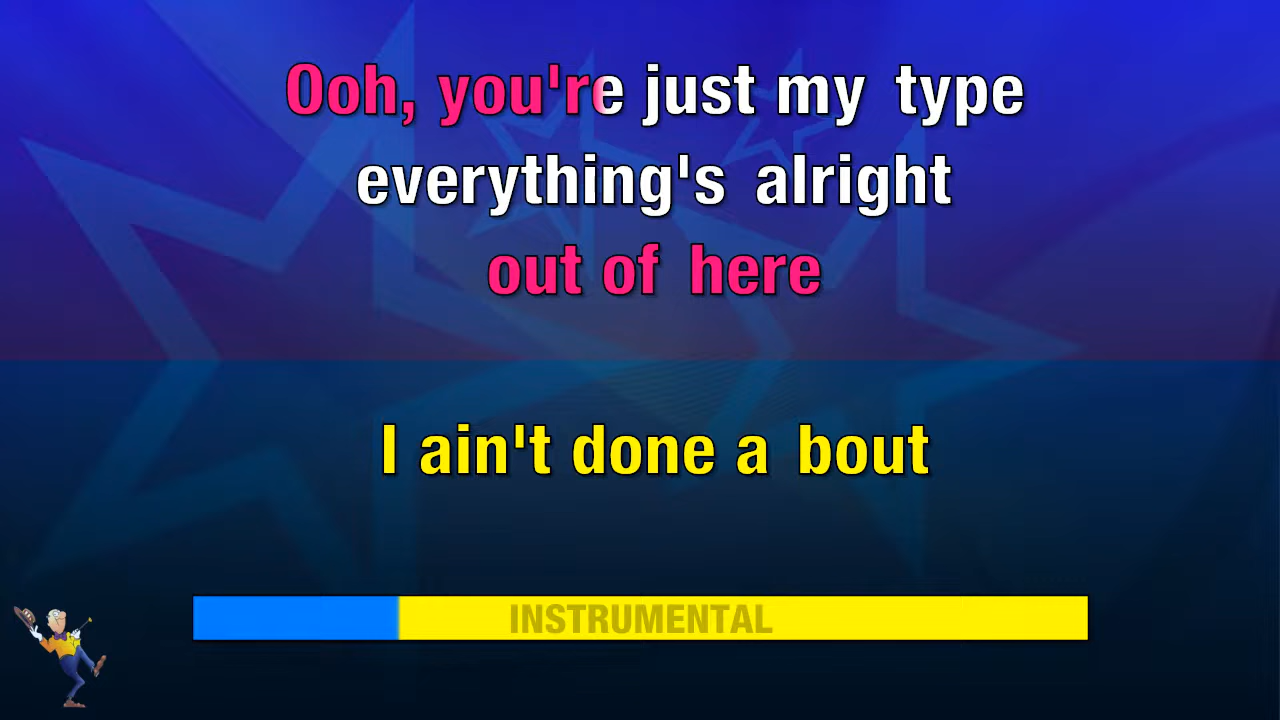 Ooh, you're just my type
everything's alright
out of here
I ain't done a bout
INSTRUMENTAL